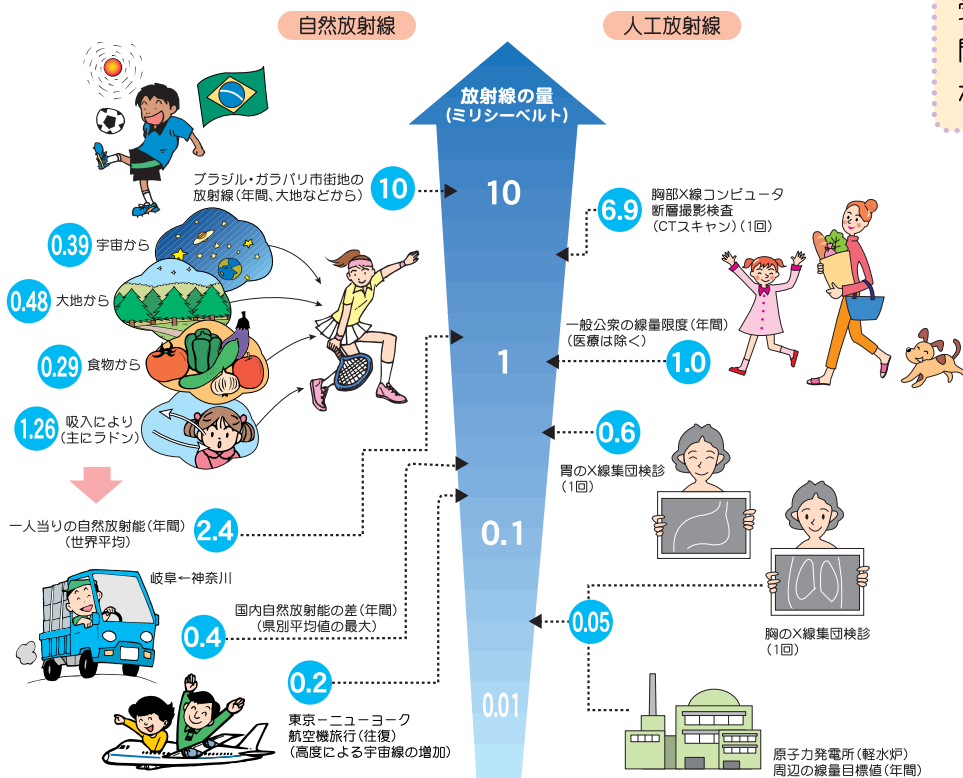 自然放射線
人工放射線
放射線の量
(ミリシーベルト)
10
1
0.1
0.01
ブラジル・ガラパリ市街地の
放射線(年間、大地などから)
10
0.39
宇宙から
0.48
大地から
0.29
食物から
1.26
吸入により
(主にラドン)
一人当りの自然放射能(年間)
(世界平均)
2.4
岐阜←神奈川
国内自然放射能の差(年間)
(県別平均値の最大)
0.4
0.2
東京ーニューヨーク
航空機旅行(往復)
(高度による宇宙線の増加)
6.9
胸部X線コンピュータ
断層撮影検査
(CTスキャン)(1回)
一般公衆の線量限度(年間)
(医療は除く)
1.0
0.6
胃のX線集団検診
(1回)
0.05
胸のX線集団検診
(1回)
原子力発電所(軽水炉)
周辺の線量目標値(年間)